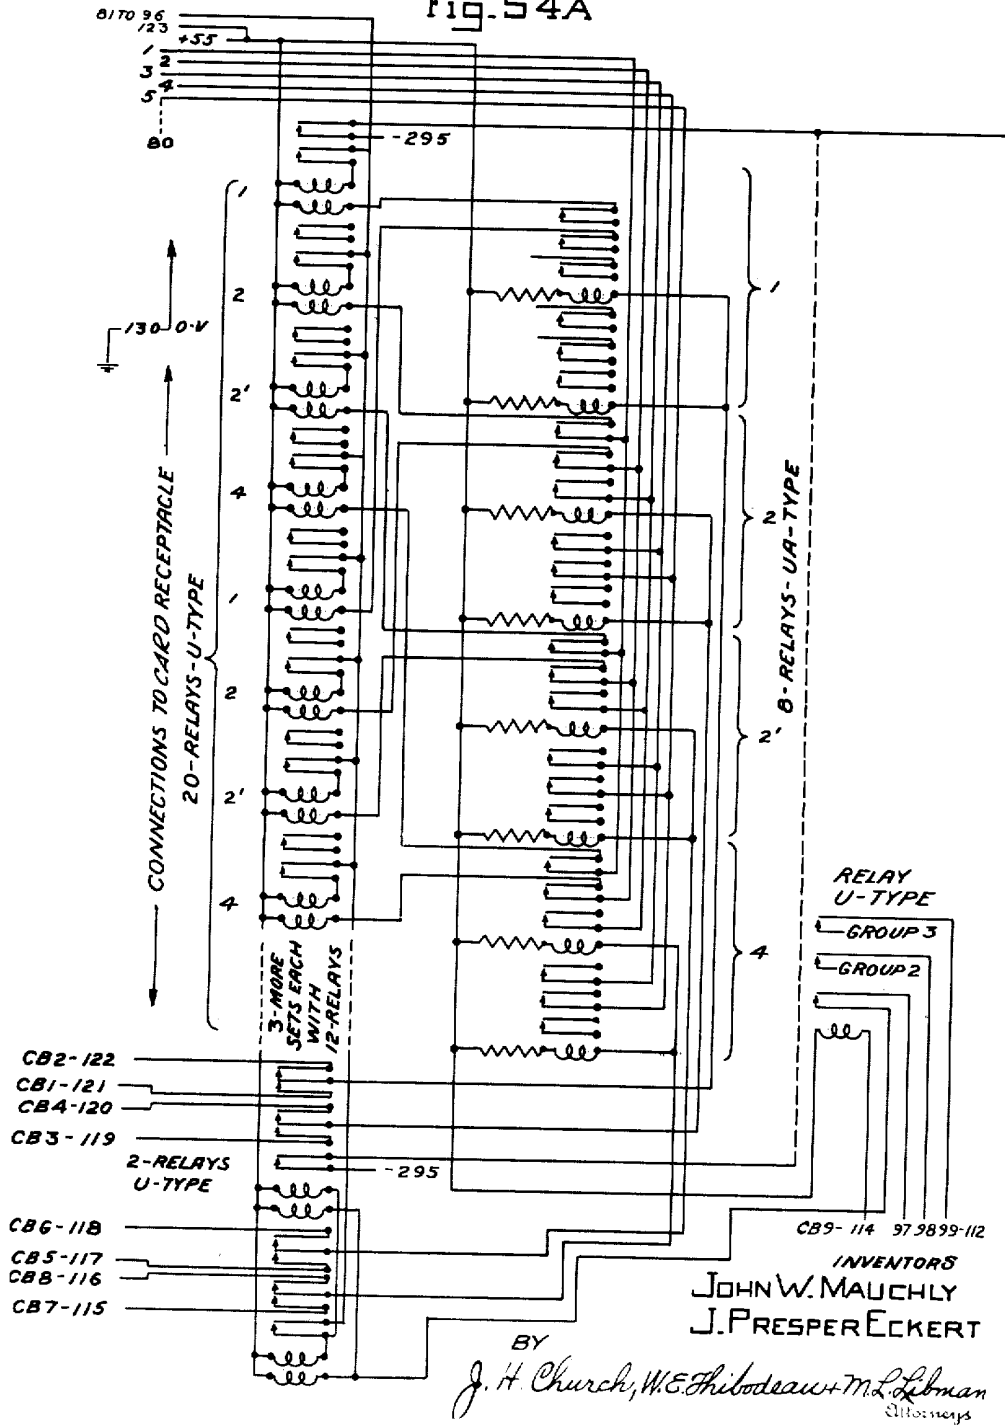 Fig. 54A
81 TO 96
123
+55
1
2
3
4
5
80
-295
1
2
2'
4
1
2
2'
4
130 0-V
CONNECTIONS TO CARD RECEPTACLE
20-RELAYS-U-TYPE
1
2
2'
4
8-RELAYS-UA-TYPE
3-MORE
SETS EACH
WITH
12-RELAYS
RELAY
U-TYPE
GROUP 3
GROUP 2
CB2-122
CB1-121
CB4-120
CB3-119
2-RELAYS
U-TYPE
-295
CB6-118
CB5-117
CB8-116
CB7-115
CB9-114 97 98 99-112
INVENTORS
JOHN W. MAUCHLY
J. PRESPER ECKERT
BY
J. H. Church, W. E. Thibodeau + M. L. Libman
Attorneys